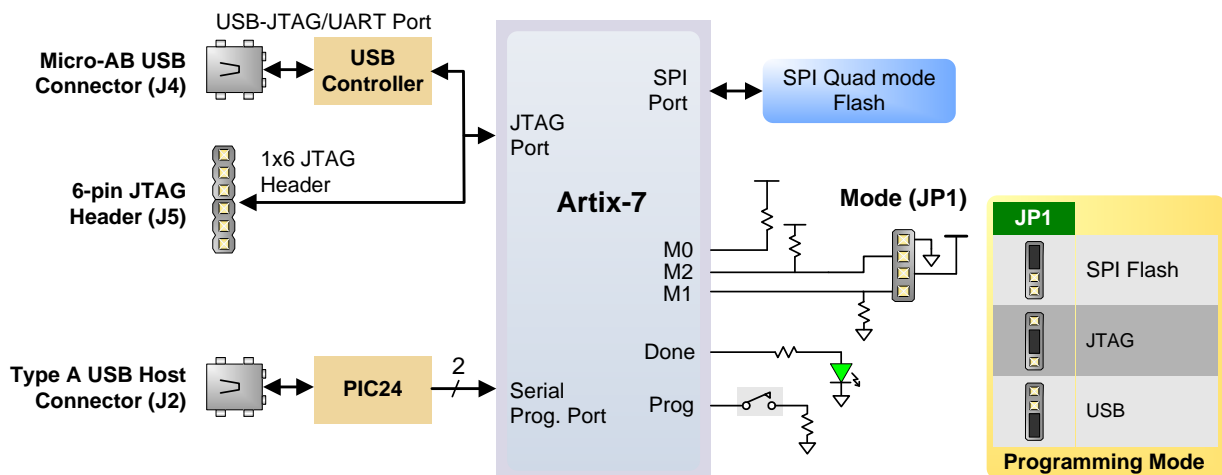 USB-JTAG/UART Port
Micro-AB USB
Connector (J4)
USB
Controller
6-pin JTAG
Header (J5)
1x6 JTAG
Header
Type A USB Host
Connector (J2)
PIC24
2
JTAG
Port
Serial
Prog. Port
Artix-7
SPI
Port
M0
M2
M1
Done
Prog
SPI Quad mode
Flash
Mode (JP1)
JP1
SPI Flash
JTAG
USB
Programming Mode